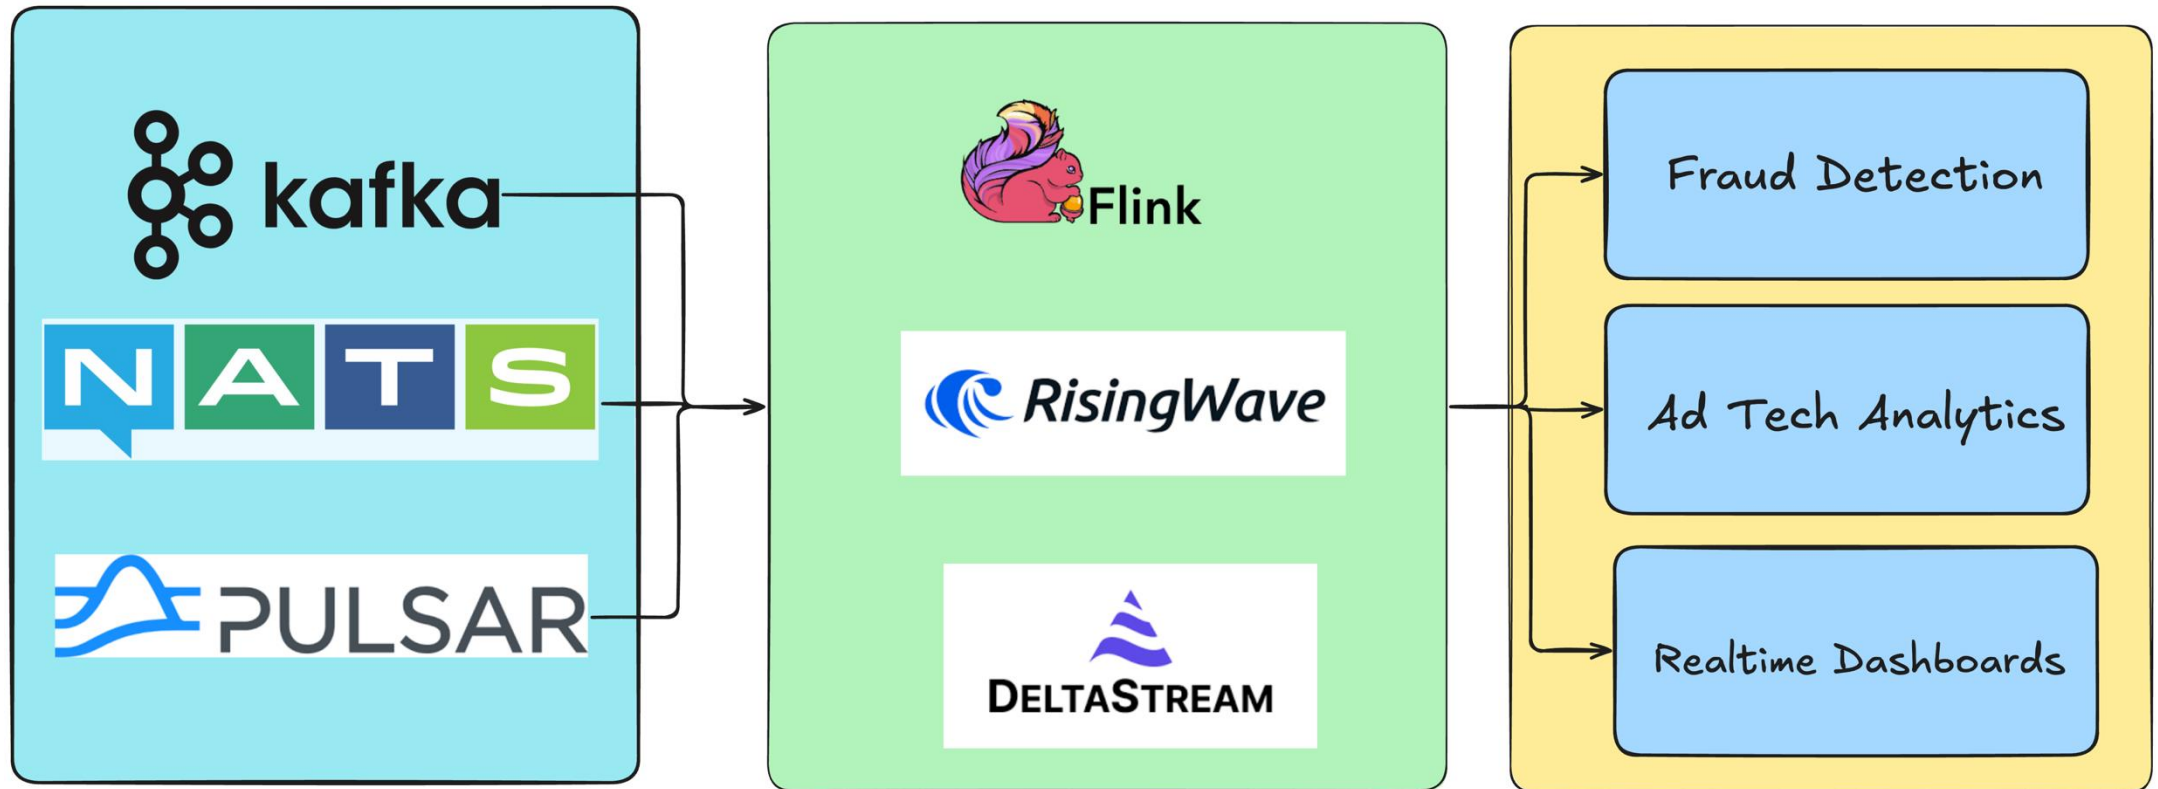 kafka
NATS
PULSAR
Flink
RisingWave
DELTASTREAM
Fraud Detection
Ad Tech Analytics
Realtime Dashboards